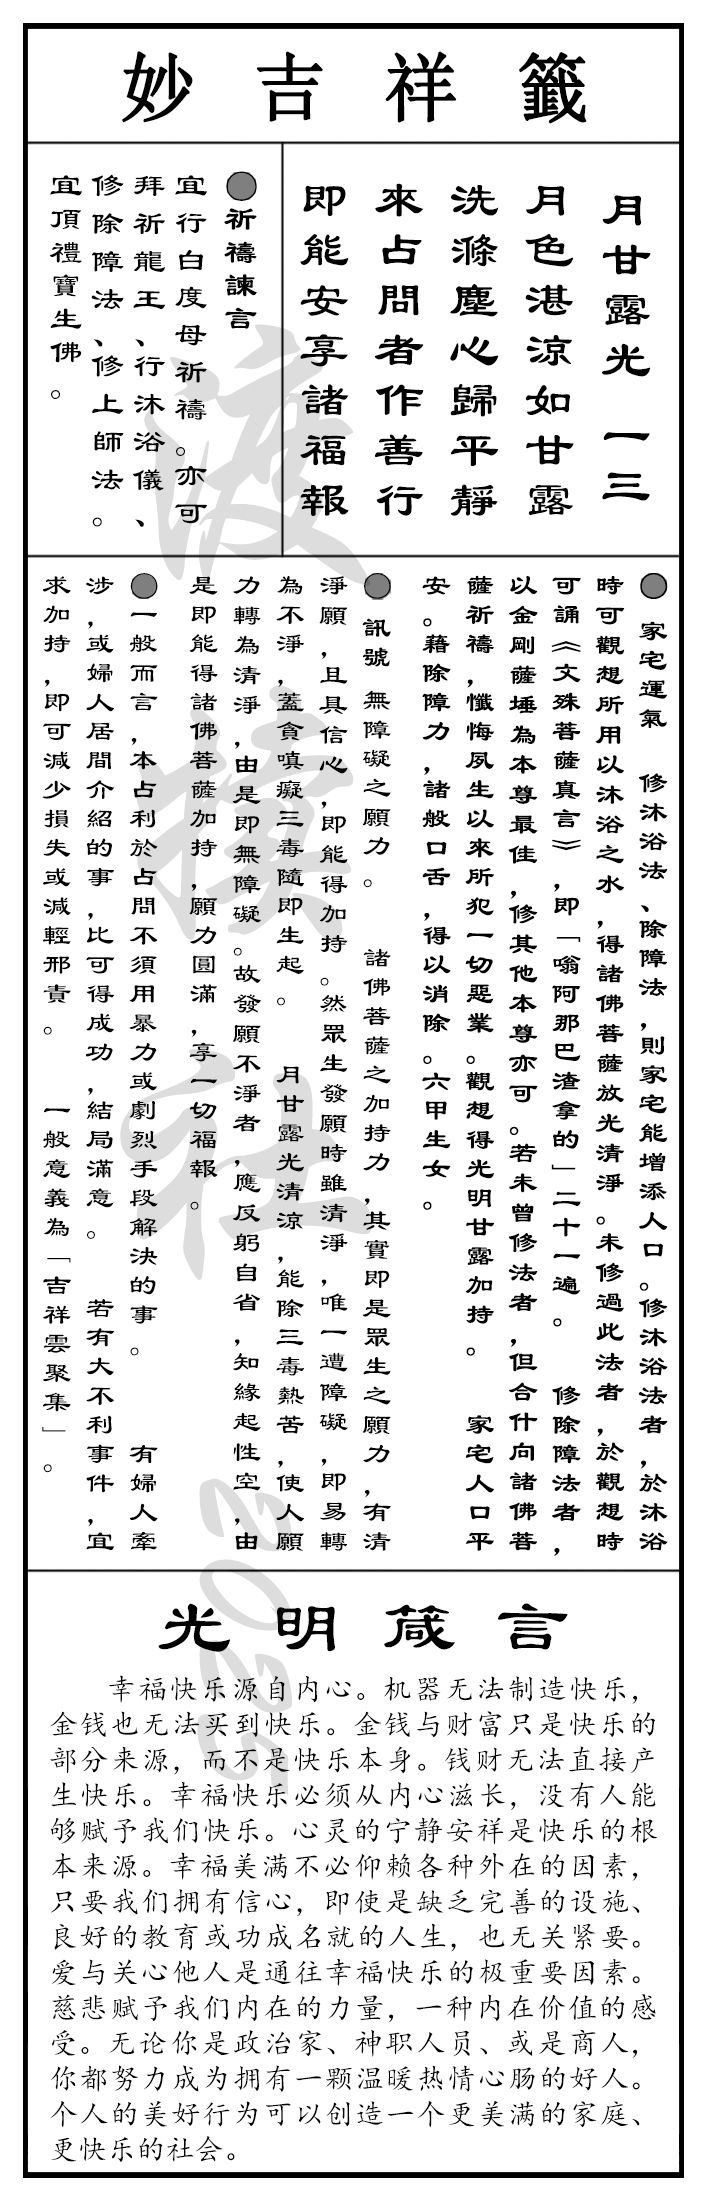 妙吉祥籤
月甘露光 一三
月色湛涼如甘露
洗滌塵心歸平靜
來占問者作善行
即能安享諸福報
●祈禱諫言
宜行白度母祈禱。亦可
拜祈龍王、行沐浴儀、
修除障法、修上師法。
宜頂禮寶生佛。
● 家宅運氣 修沐浴法、除障法，則家宅能增添人口。修沐浴法者，於沐浴
時可觀想所用以沐浴之水，得諸佛菩薩放光清淨。未修過此法者，於觀想時
可誦《文殊菩薩真言》，即「嗡阿那巴渣拿的」二十一遍。 修除障法者，
以金剛薩埵為本尊最佳，修其他本尊亦可。若未曾修法者，但合什向諸佛菩
薩祈禱，懺悔夙生以來所犯一切惡業。觀想得光明甘露加持。 家宅人口平
安。藉除障力，諸般口舌，得以消除。六甲生女。
● 訊號 無障礙之願力。 諸佛菩薩之加持力，其實即是眾生之願力，有清
淨願，且具信心，即能得加持。然眾生發願時雖清淨，唯一遭障礙，即易轉
為不淨，蓋貪嗔癡三毒隨即生起。 月甘露光清涼，能除三毒熱苦，使人願
力轉為清淨，由是即無障礙。故發願不淨者，應反躬自省，知緣起性空，由
是即能得諸佛菩薩加持，願力圓滿，享一切福報。
●一般而言，本占利於占問不須用暴力或劇烈手段解決的事。 有婦人牽
涉，或婦人居間介紹的事，比可得成功，結局滿意。 若有大不利事件，宜
求加持，即可減少損失或減輕邢責。 一般意義為「吉祥雲聚集」。
光明箴言
幸福快乐源自内心。机器无法制造快乐，
金钱也无法买到快乐。金钱与财富只是快乐的
部分来源，而不是快乐本身。钱财无法直接产
生快乐。幸福快乐必须从内心滋长，没有人能
够赋予我们快乐。心灵的宁静安祥是快乐的根
本来源。幸福美满不必仰赖各种外在的因素，
只要我们拥有信心，即使是缺乏完善的设施、
良好的教育或功成名就的人生，也无关紧要。
爱与关心他人是通往幸福快乐的极重要因素。
慈悲赋予我们内在的力量，一种内在价值的感
受。无论你是政治家、神职人员、或是商人，
你都努力成为拥有一颗温暖热情心肠的好人。
个人的美好行为可以创造一个更美满的家庭、
更快乐的社会。
2025